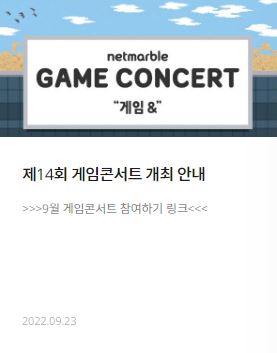 netmarble
GAME CONCERT
“게임 &”
제14회 게임콘서트 개최 안내
>>>9월 게임콘서트 참여하기 링크<<<
2022.09.23